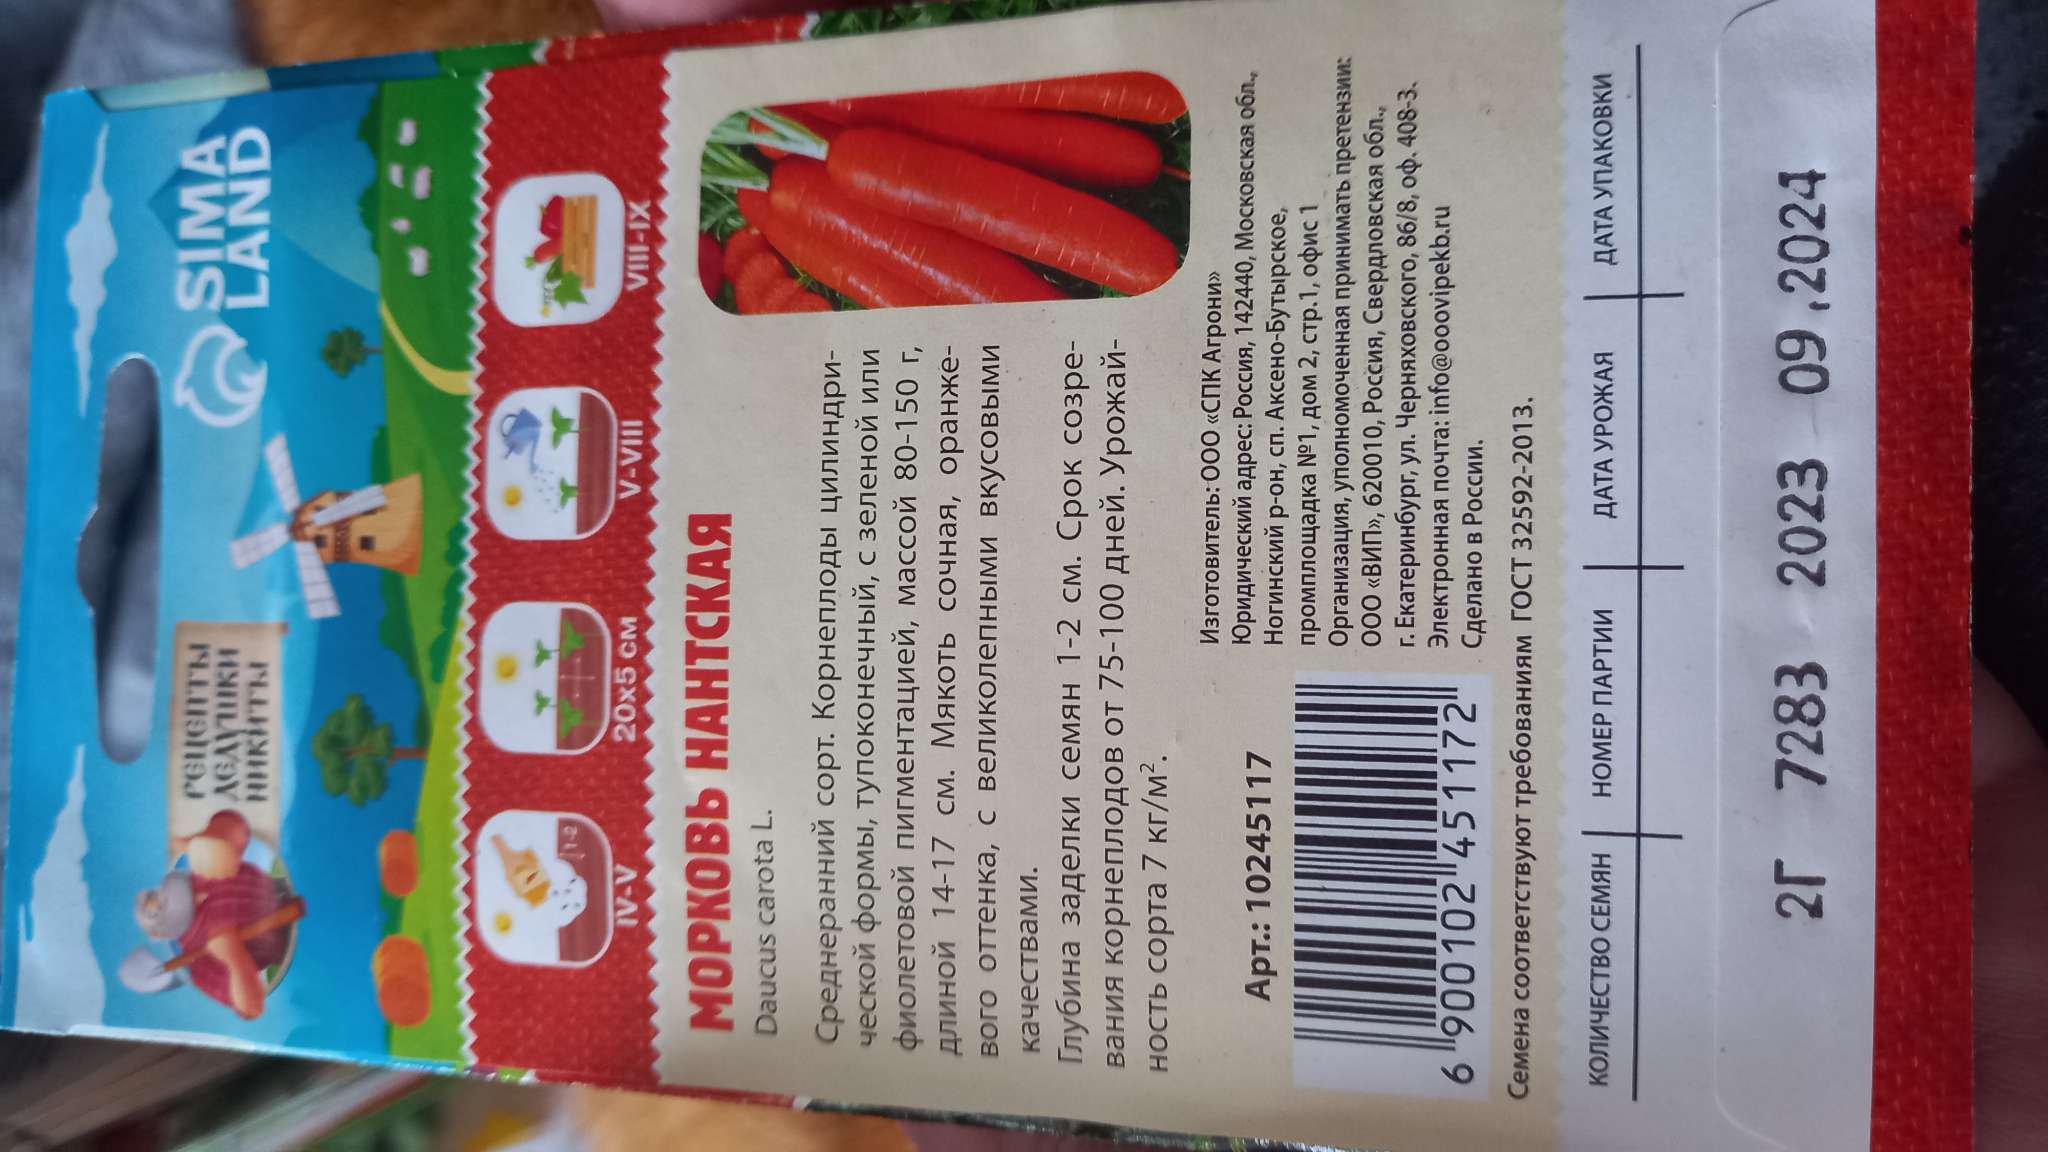 РЕЦЕПТЫ
ДЕДУШКИ
НИКИТЫ
SIMA
LAND
1-2
IV-V
20x5 СМ
V-VIII
VIII-IX
МОРКОВЬ НАНТСКАЯ
Daucus carota L.
Среднеранний сорт. Корнеплоды цилиндри-
ческой формы, тупоконечный, с зеленой или
фиолетовой пигментацией, массой 80-150 г,
длиной 14-17 см. Мякоть сочная, оранже-
вого оттенка, с великолепными вкусовыми
качествами.
Глубина заделки семян 1-2 см. Срок созре-
вания корнеплодов от 75-100 дней. Урожай-
ность сорта 7 кг/м².
Арт.: 10245117
6 900102 451172
Изготовитель: ООО «СПК Агрони»
Юридический адрес: Россия, 142440, Московская обл.,
Ногинский р-он, сп. Аксено-Бутырское,
промплощадка №1, дом 2, стр.1, офис 1
Организация, уполномоченная принимать претензии:
ООО «ВИП», 620010, Россия, Свердловская обл.,
г. Екатеринбург, ул. Черняховского, 86/8, оф. 408-3.
Электронная почта: info@ooovipekb.ru
Сделано в России.
Семена соответствуют требованиям ГОСТ 32592-2013.
КОЛИЧЕСТВО СЕМЯН НОМЕР ПАРТИИ ДАТА УРОЖАЯ ДАТА УПАКОВКИ
2Г 7283 2023 09,2024